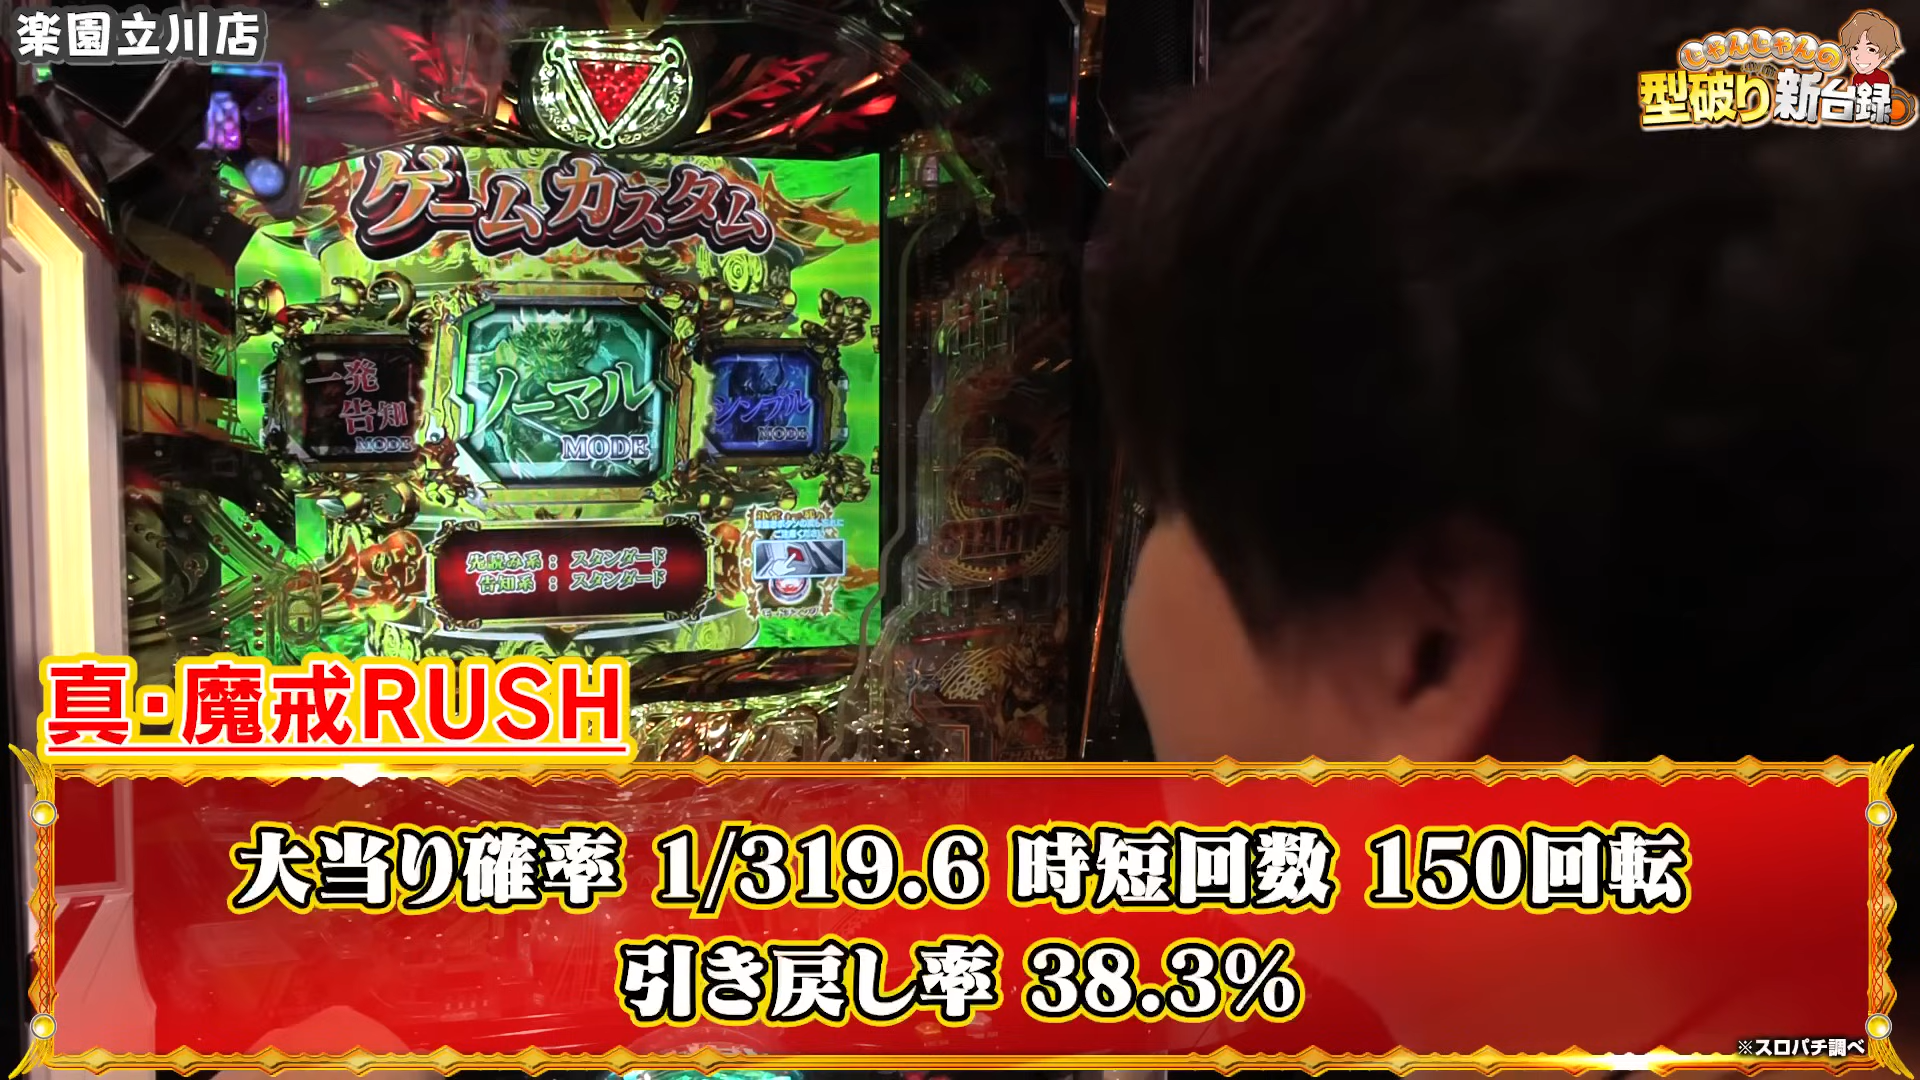 楽園立川店
じゃんじゃんの
型破り新台録
ゲームカスタム
一発
告知
MODE
ノーマル
MODE
シンプル
MODE
先読み系：スタンダード
告知系：スタンダード
START
真・魔戒RUSH
大当り確率 1/319.6 時短回数 150回転
引き戻し率 38.3%
※スロパチ調べ